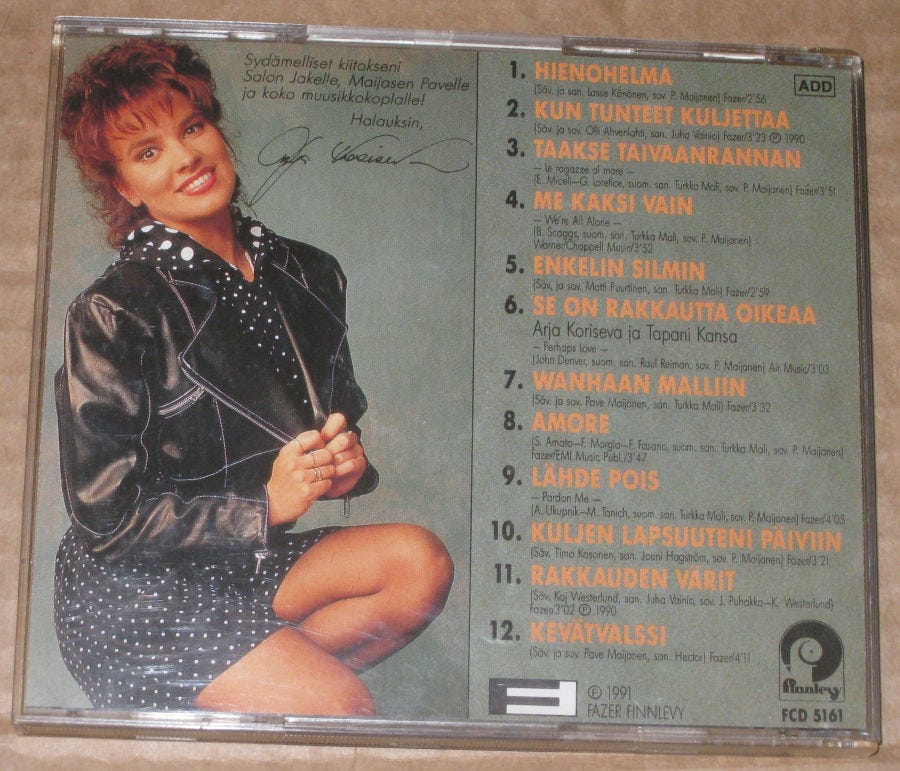 Sydämelliset kiitokseni
Salon Jakelle, Maijasen Pavelle
ja koko muusikkokoplalle!
Halauksin,
Arja Koriseva
1. HIENOHELMA
(Säv. ja san. Lasse Könönen, sov. P. Maijanen) Fazer/2'56
ADD
2. KUN TUNTEET KULJETTAA
(Säv. ja sov. Olli Ahvenlahti, san. Juha Vainio) Fazer/3'23 ℗ 1990
3. TAAKSE TAIVAANRANNAN
– Le ragazze al mare –
(E. Miceli–G. Lorefice, suom. san. Turkka Mali, sov. P. Maijanen) Fazer/3'51
4. ME KAKSI VAIN
– We're All Alone –
(B. Scaggs, suom. san. Turkka Mali, sov. P. Maijanen)
Warner/Chappell Music/3'52
5. ENKELIN SILMIN
(Säv. ja sov. Matti Puurtinen, san. Turkka Mali) Fazer/2'59
6. SE ON RAKKAUTTA OIKEAA
Arja Koriseva ja Tapani Kansa
– Perhaps Love –
(John Denver, suom. san. Raul Reiman, sov. P. Maijanen) Air Music/3'03
7. WANHAAN MALLIIN
(Säv. ja sov. Pave Maijanen, san. Turkka Mali) Fazer/3'32
8. AMORE
(S. Amato–F. Morgia–F. Fasano, suom. san. Turkka Mali, sov. P. Maijanen)
Fazer/EMI Music Publ./3'47
9. LÄHDE POIS
– Pardon Me –
(A. Ukupnik–M. Tanich, suom. san. Turkka Mali, sov. P. Maijanen) Fazer/4'05
10. KULJEN LAPSUUTENI PÄIVIIN
(Säv. Timo Kosonen, san. Jouni Hagström, sov. P. Maijanen) Fazer/3'21
11. RAKKAUDEN VÄRIT
(Säv. Kaj Westerlund, san. Juha Vainio, sov. J. Puhakka–K. Westerlund)
Fazer/3'02 ℗ 1990
12. KEVÄTVALSSI
(Säv. ja sov. Pave Maijanen, san. Hector) Fazer/4'11
℗ 1991
FAZER FINNLEVY
finnlevy
FCD 5161